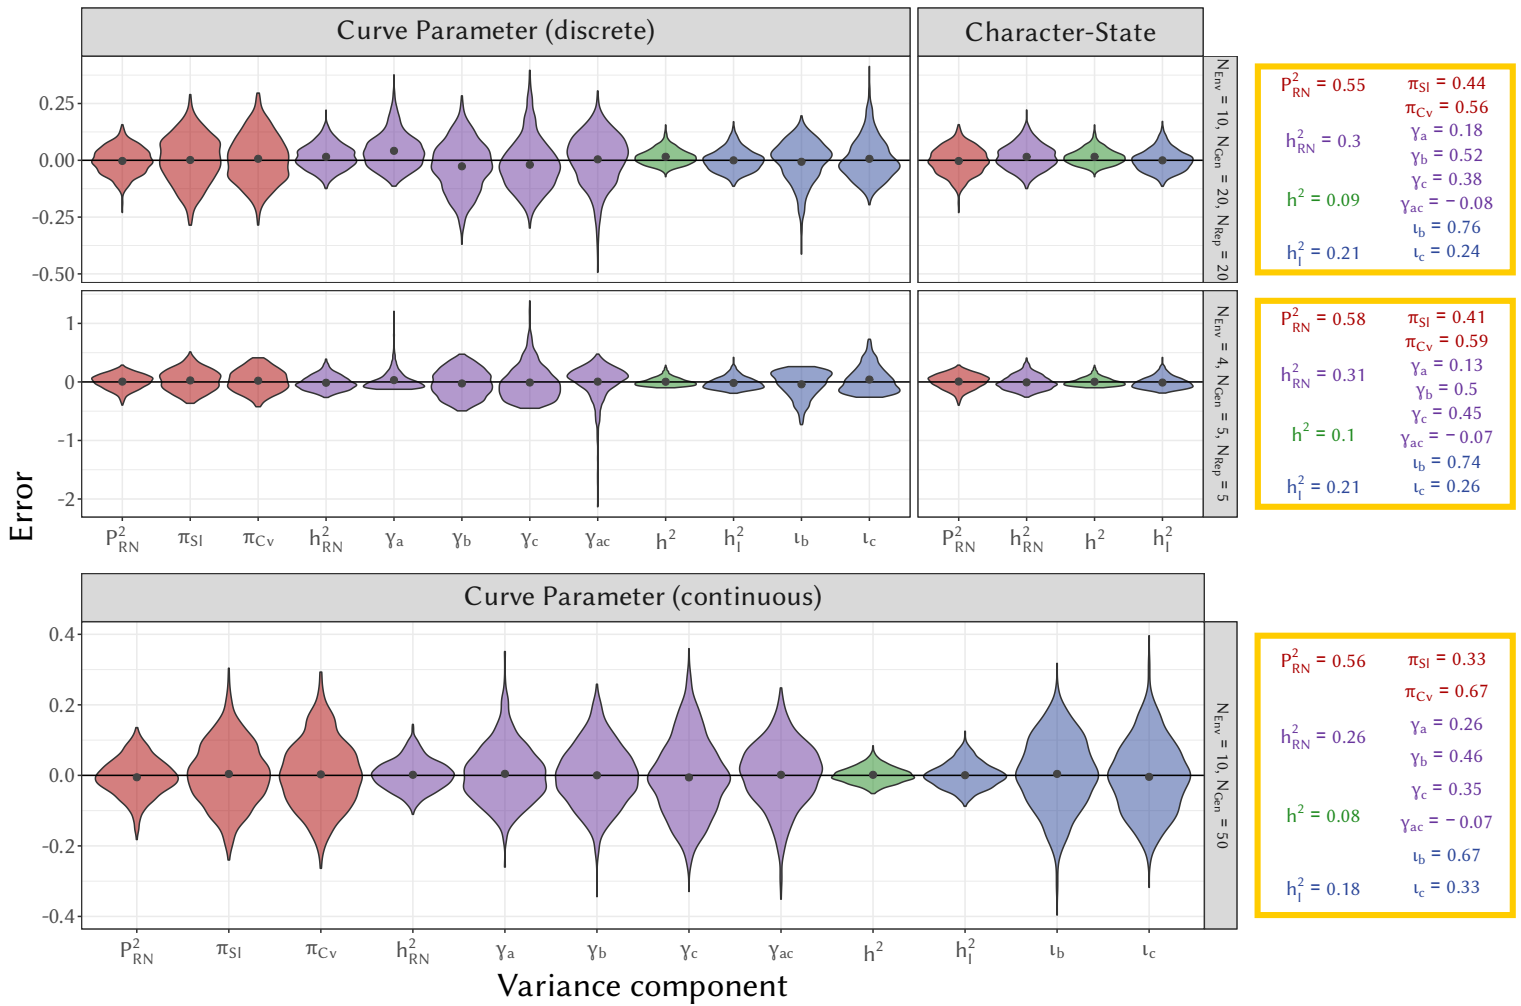 Curve Parameter (discrete)
Character-State
0.25
0.00
-0.25
-0.50
N_Env = 10, N_Gen = 20, N_Rep = 20
P²_RN = 0.55
π_Sl = 0.44
π_Cv = 0.56
h²_RN = 0.3
γ_a = 0.18
γ_b = 0.52
γ_c = 0.38
h² = 0.09
γ_ac = −0.08
ι_b = 0.76
h²_I = 0.21
ι_c = 0.24
1
0
-1
-2
N_Env = 4, N_Gen = 5, N_Rep = 5
P²_RN = 0.58
π_Sl = 0.41
π_Cv = 0.59
h²_RN = 0.31
γ_a = 0.13
γ_b = 0.5
γ_c = 0.45
h² = 0.1
γ_ac = −0.07
ι_b = 0.74
h²_I = 0.21
ι_c = 0.26
P²_RN π_Sl π_Cv h²_RN γ_a γ_b γ_c γ_ac h² h²_I ι_b ι_c
P²_RN h²_RN h² h²_I
Error
Curve Parameter (continuous)
0.4
0.2
0.0
-0.2
-0.4
N_Env = 10, N_Gen = 50
P²_RN = 0.56
π_Sl = 0.33
π_Cv = 0.67
h²_RN = 0.26
γ_a = 0.26
γ_b = 0.46
γ_c = 0.35
h² = 0.08
γ_ac = −0.07
ι_b = 0.67
h²_I = 0.18
ι_c = 0.33
P²_RN π_Sl π_Cv h²_RN γ_a γ_b γ_c γ_ac h² h²_I ι_b ι_c
Variance component